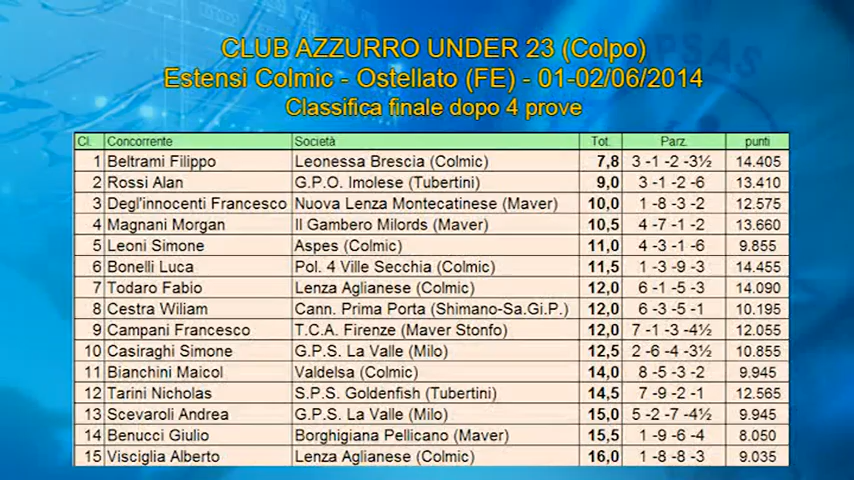 CLUB AZZURRO UNDER 23 (Colpo)
Estensi Colmic - Ostellato (FE) - 01-02/06/2014
Classifica finale dopo 4 prove
Cl. Concorrente Società Tot. Parz. punti
1 Beltrami Filippo Leonessa Brescia (Colmic) 7,8 3 -1 -2 -3½ 14.405
2 Rossi Alan G.P.O. Imolese (Tubertini) 9,0 3 -1 -2 -6 13.410
3 Degl'innocenti Francesco Nuova Lenza Montecatinese (Maver) 10,0 1 -8 -3 -2 12.575
4 Magnani Morgan Il Gambero Milords (Maver) 10,5 4 -7 -1 -2 13.660
5 Leoni Simone Aspes (Colmic) 11,0 4 -3 -1 -6 9.855
6 Bonelli Luca Pol. 4 Ville Secchia (Colmic) 11,5 1 -3 -9 -3 14.455
7 Todaro Fabio Lenza Aglianese (Colmic) 12,0 6 -1 -5 -3 14.090
8 Cestra Wiliam Cann. Prima Porta (Shimano-Sa.Gi.P.) 12,0 6 -3 -5 -1 10.195
9 Campani Francesco T.C.A. Firenze (Maver Stonfo) 12,0 7 -1 -3 -4½ 12.055
10 Casiraghi Simone G.P.S. La Valle (Milo) 12,5 2 -6 -4 -3½ 10.855
11 Bianchini Maicol Valdelsa (Colmic) 14,0 8 -5 -3 -2 9.945
12 Tarini Nicholas S.P.S. Goldenfish (Tubertini) 14,5 7 -9 -2 -1 12.565
13 Scevaroli Andrea G.P.S. La Valle (Milo) 15,0 5 -2 -7 -4½ 9.945
14 Benucci Giulio Borghigiana Pellicano (Maver) 15,5 1 -9 -6 -4 8.050
15 Visciglia Alberto Lenza Aglianese (Colmic) 16,0 1 -8 -8 -3 9.035